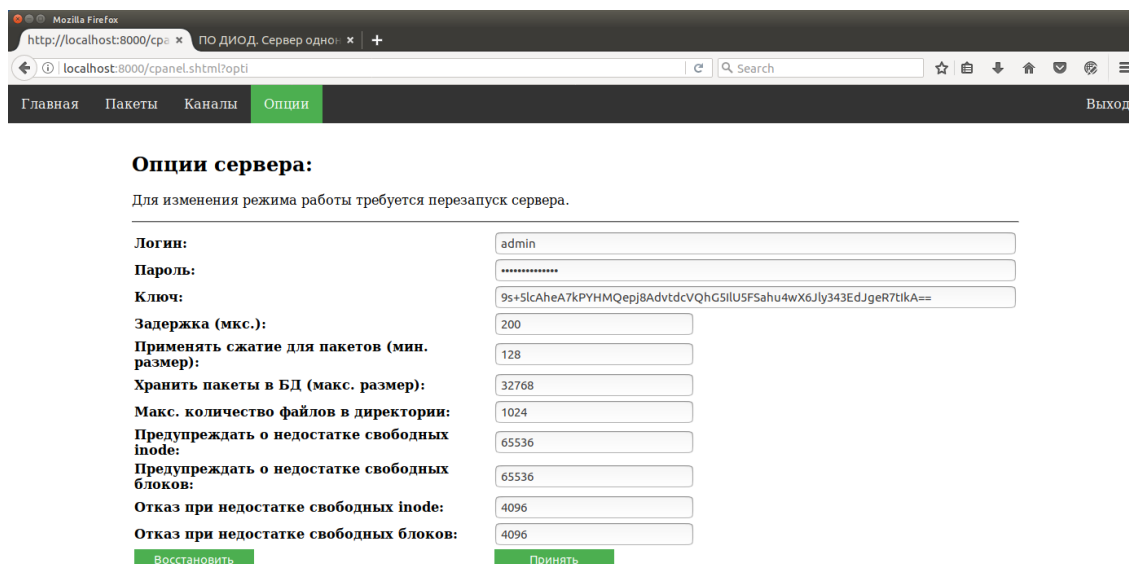 Mozilla Firefox
http://localhost:8000/cpa × ПО ДИОД. Сервер однон × +
localhost:8000/cpanel.shtml?opti Search
Главная Пакеты Каналы Опции Выход
Опции сервера:
Для изменения режима работы требуется перезапуск сервера.
Логин: admin
Пароль: ••••••••••••••
Ключ: 9s+5lcAheA7kPYHMQepj8AdvtdcVQhG5IlU5FSahu4wX6Jly343EdJgeR7tIkA==
Задержка (мкс.): 200
Применять сжатие для пакетов (мин.
размер): 128
Хранить пакеты в БД (макс. размер): 32768
Макс. количество файлов в директории: 1024
Предупреждать о недостатке свободных
inode: 65536
Предупреждать о недостатке свободных
блоков: 65536
Отказ при недостатке свободных inode: 4096
Отказ при недостатке свободных блоков: 4096
Восстановить Принять